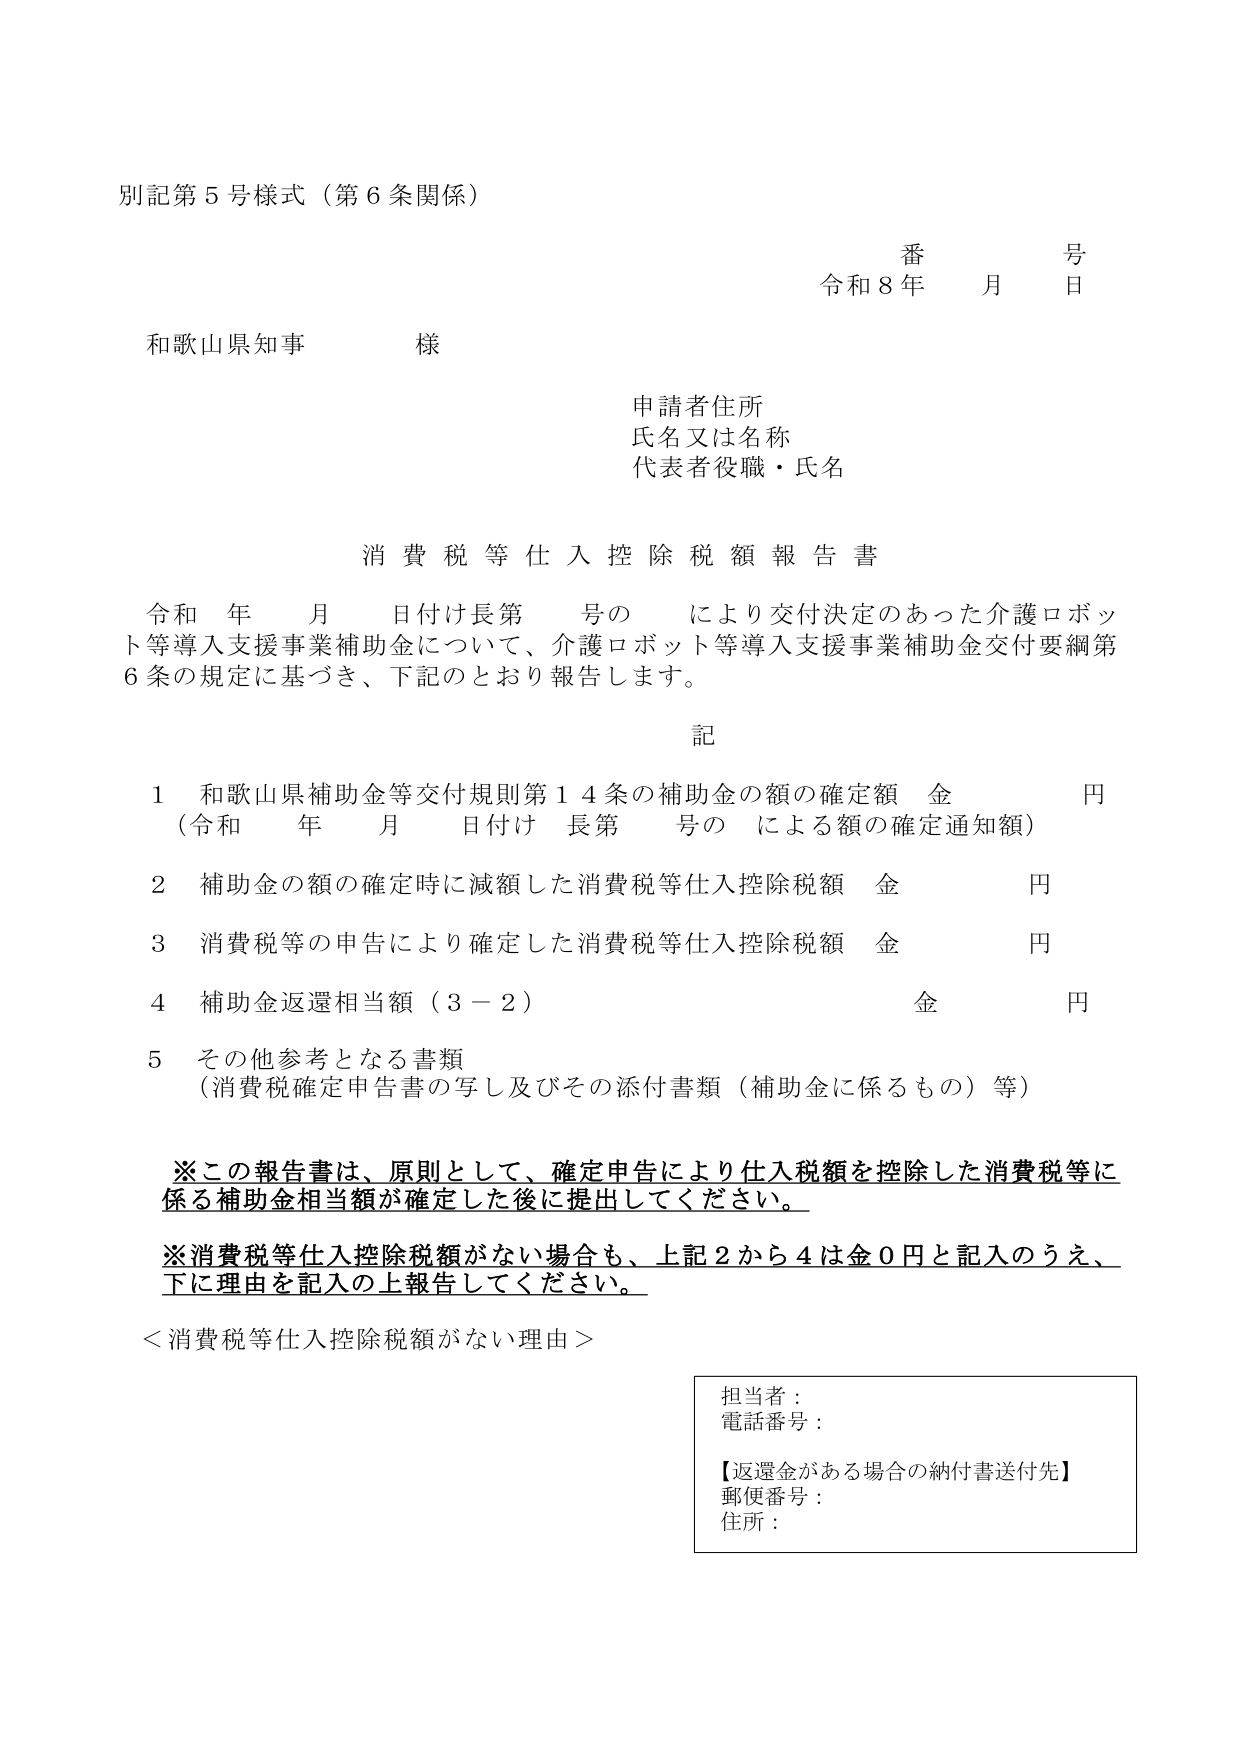 別記第５号様式（第６条関係）
番　　　　　号
令和８年　　月　　日
和歌山県知事　　　　様
申請者住所
氏名又は名称
代表者役職・氏名
消費税等仕入控除税額報告書
令和　年　　月　　日付け長第　　号の　　により交付決定のあった介護ロボッ
ト等導入支援事業補助金について、介護ロボット等導入支援事業補助金交付要綱第
６条の規定に基づき、下記のとおり報告します。
記
１　和歌山県補助金等交付規則第１４条の補助金の額の確定額　金　　　　　円
（令和　　年　　月　　日付け　長第　　号の　による額の確定通知額）
２　補助金の額の確定時に減額した消費税等仕入控除税額　金　　　　　円
３　消費税等の申告により確定した消費税等仕入控除税額　金　　　　　円
４　補助金返還相当額（３－２）　　　　　　　　　　　　　　金　　　　　円
５　その他参考となる書類
（消費税確定申告書の写し及びその添付書類（補助金に係るもの）等）
※この報告書は、原則として、確定申告により仕入税額を控除した消費税等に
係る補助金相当額が確定した後に提出してください。
※消費税等仕入控除税額がない場合も、上記２から４は金０円と記入のうえ、
下に理由を記入の上報告してください。
＜消費税等仕入控除税額がない理由＞
担当者：
電話番号：
【返還金がある場合の納付書送付先】
郵便番号：
住所：